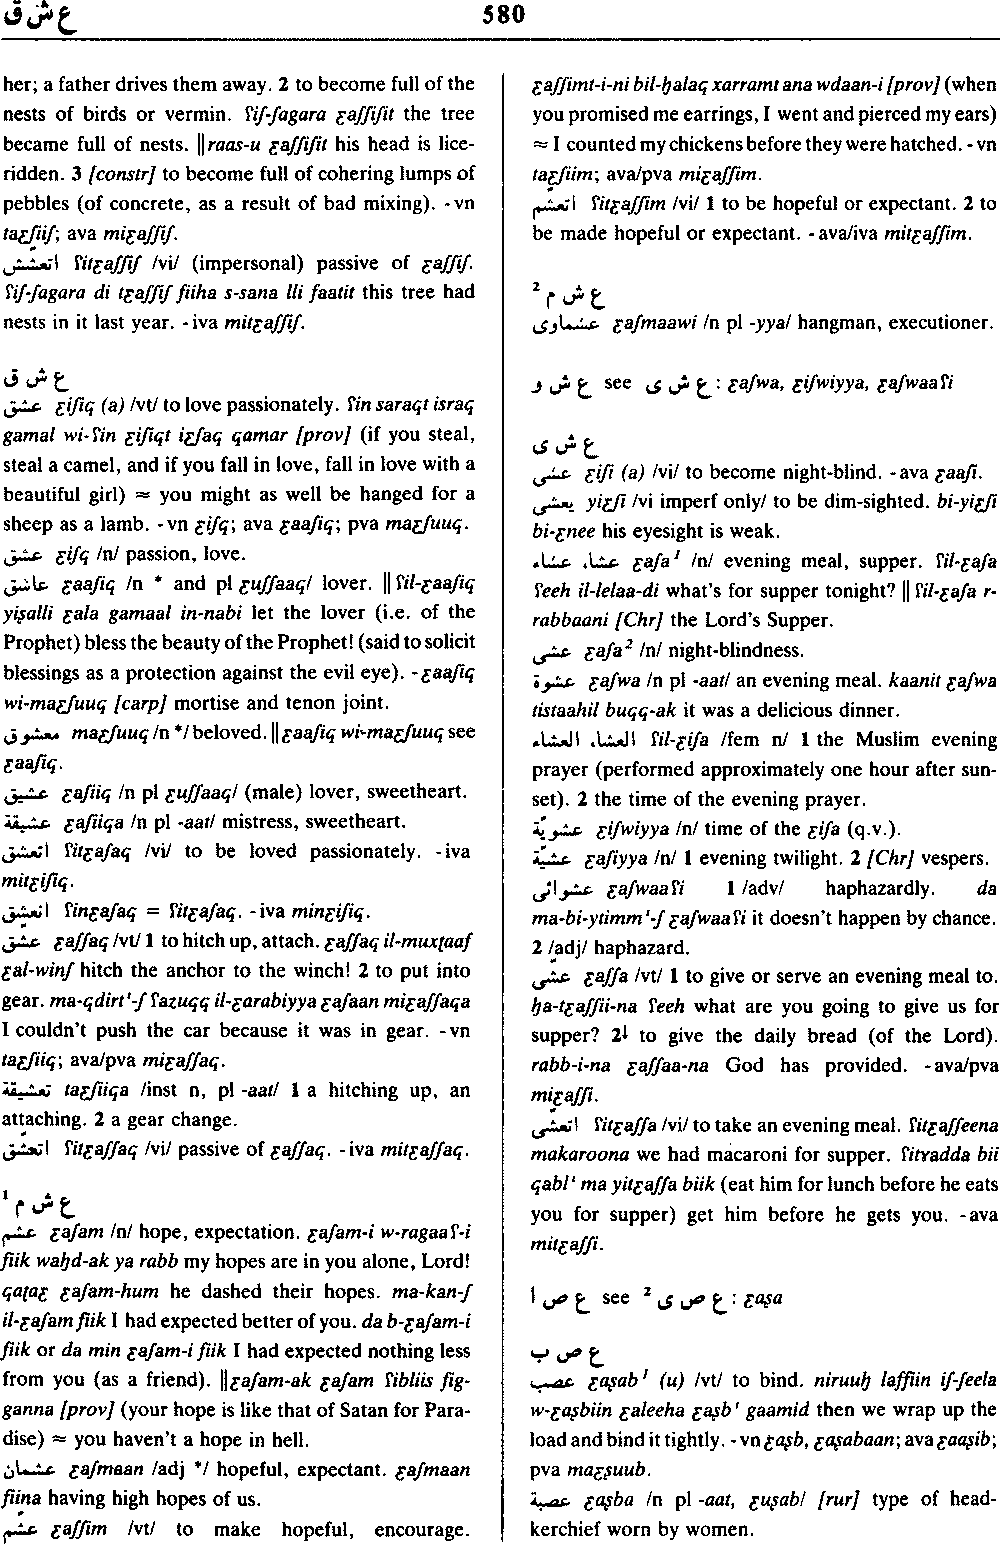 ع ش ق
580
her; a father drives them away. 2 to become full of the
nests of birds or vermin. ʕiʃ-ʃagara ɛaʃʃiʃit the tree
became full of nests. ‖ raas-u ɛaʃʃiʃit his head is lice-
ridden. 3 [constr] to become full of cohering lumps of
pebbles (of concrete, as a result of bad mixing). -vn
taɛʃiiʃ; ava miɛaʃʃiʃ.
اتعشّش ʕitɛaʃʃiʃ /vi/ (impersonal) passive of ɛaʃʃiʃ.
ʕiʃ-ʃagara di tɛaʃʃiʃ fiiha s-sana lli faatit this tree had
nests in it last year. -iva mitɛaʃʃiʃ.
ع ش ق
عشق ɛiʃiq (a) /vt/ to love passionately. ʕin saraqt israq
gamal wi-ʕin ɛiʃiqt iɛʃaq qamar [prov] (if you steal,
steal a camel, and if you fall in love, fall in love with a
beautiful girl) ≈ you might as well be hanged for a
sheep as a lamb. -vn ɛiʃq; ava ɛaaʃiq; pva maɛʃuuq.
عشق ɛiʃq /n/ passion, love.
عاشق ɛaaʃiq /n * and pl ɛuʃʃaaq/ lover. ‖ ʕil-ɛaaʃiq
yiṣalli ɛala gamaal in-nabi let the lover (i.e. of the
Prophet) bless the beauty of the Prophet! (said to solicit
blessings as a protection against the evil eye). -ɛaaʃiq
wi-maɛʃuuq [carp] mortise and tenon joint.
معشوق maɛʃuuq /n */ beloved. ‖ ɛaaʃiq wi-maɛʃuuq see
ɛaaʃiq.
عشيق ɛaʃiiq /n pl ɛuʃʃaaq/ (male) lover, sweetheart.
عشيقة ɛaʃiiqa /n pl -aat/ mistress, sweetheart.
اتعشق ʕitɛaʃaq /vi/ to be loved passionately. -iva
mitɛiʃiq.
انعشق ʕinɛaʃaq = ʕitɛaʃaq. -iva minɛiʃiq.
عشّق ɛaʃʃaq /vt/ 1 to hitch up, attach. ɛaʃʃaq il-muxṭaaf
ɛal-winʃ hitch the anchor to the winch! 2 to put into
gear. ma-qdirt¹-ʃ ʕazuqq il-ɛarabiyya ɛaʃaan miɛaʃʃaqa
I couldn't push the car because it was in gear. -vn
taɛʃiiq; ava/pva miɛaʃʃaq.
تعشيقة taɛʃiiqa /inst n, pl -aat/ 1 a hitching up, an
attaching. 2 a gear change.
اتعشّق ʕitɛaʃʃaq /vi/ passive of ɛaʃʃaq. -iva mitɛaʃʃaq.
ع ش م ¹
عشم ɛaʃam /n/ hope, expectation. ɛaʃam-i w-ragaaʕ-i
fiik waḥd-ak ya rabb my hopes are in you alone, Lord!
qaṭaɛ ɛaʃam-hum he dashed their hopes. ma-kan-ʃ
il-ɛaʃam fiik I had expected better of you. da b-ɛaʃam-i
fiik or da min ɛaʃam-i fiik I had expected nothing less
from you (as a friend). ‖ ɛaʃam-ak ɛaʃam ʕibliis fig-
ganna [prov] (your hope is like that of Satan for Para-
dise) ≈ you haven't a hope in hell.
عشمان ɛaʃmaan /adj */ hopeful, expectant. ɛaʃmaan
fiina having high hopes of us.
عشّم ɛaʃʃim /vt/ to make hopeful, encourage.
ɛaʃʃimt-i-ni bil-ḥalaq xarramt ana wdaan-i [prov] (when
you promised me earrings, I went and pierced my ears)
≈ I counted my chickens before they were hatched. -vn
taɛʃiim; ava/pva miɛaʃʃim.
اتعشّم ʕitɛaʃʃim /vi/ 1 to be hopeful or expectant. 2 to
be made hopeful or expectant. -ava/iva mitɛaʃʃim.
ع ش م ²
عشماوى ɛaʃmaawi /n pl -yya/ hangman, executioner.
ع ش و see ع ش ى : ɛaʃwa, ɛiʃwiyya, ɛaʃwaaʕi
ع ش ى
عشى ɛiʃi (a) /vi/ to become night-blind. -ava ɛaaʃi.
يعشى yiɛʃi /vi imperf only/ to be dim-sighted. bi-yiɛʃi
bi-ɛnee his eyesight is weak.
عشا، عشاء ɛaʃa¹ /n/ evening meal, supper. ʕil-ɛaʃa
ʕeeh il-lelaa-di what's for supper tonight? ‖ ʕil-ɛaʃa r-
rabbaani [Chr] the Lord's Supper.
عشى ɛaʃa² /n/ night-blindness.
عشوة ɛaʃwa /n pl -aat/ an evening meal. kaanit ɛaʃwa
tistaahil buqq-ak it was a delicious dinner.
العشا، العشاء ʕil-ɛiʃa /fem n/ 1 the Muslim evening
prayer (performed approximately one hour after sun-
set). 2 the time of the evening prayer.
عشويّة ɛiʃwiyya /n/ time of the ɛiʃa (q.v.).
عشيّة ɛaʃiyya /n/ 1 evening twilight. 2 [Chr] vespers.
عشوائى ɛaʃwaaʕi 1 /adv/ haphazardly. da
ma-bi-ytimm¹-ʃ ɛaʃwaaʕi it doesn't happen by chance.
2 /adj/ haphazard.
عشّى ɛaʃʃa /vt/ 1 to give or serve an evening meal to.
ḥa-tɛaʃʃii-na ʕeeh what are you going to give us for
supper? 2↓ to give the daily bread (of the Lord).
rabb-i-na ɛaʃʃaa-na God has provided. -ava/pva
miɛaʃʃi.
اتعشّى ʕitɛaʃʃa /vi/ to take an evening meal. ʕitɛaʃʃeena
makaroona we had macaroni for supper. ʕitɤadda bii
qabl¹ ma yitɛaʃʃa biik (eat him for lunch before he eats
you for supper) get him before he gets you. -ava
mitɛaʃʃi.
ع ص ا see ² ع ص ى : ɛaṣa
ع ص ب
عصب ɛaṣab¹ (u) /vt/ to bind. niruuḥ laffiin iʃ-ʃeela
w-ɛaṣbiin ɛaleeha ɛaṣb¹ gaamid then we wrap up the
load and bind it tightly. -vn ɛaṣb, ɛaṣabaan; ava ɛaaṣib;
pva maɛṣuub.
عصبة ɛaṣba /n pl -aat, ɛuṣab/ [rur] type of head-
kerchief worn by women.